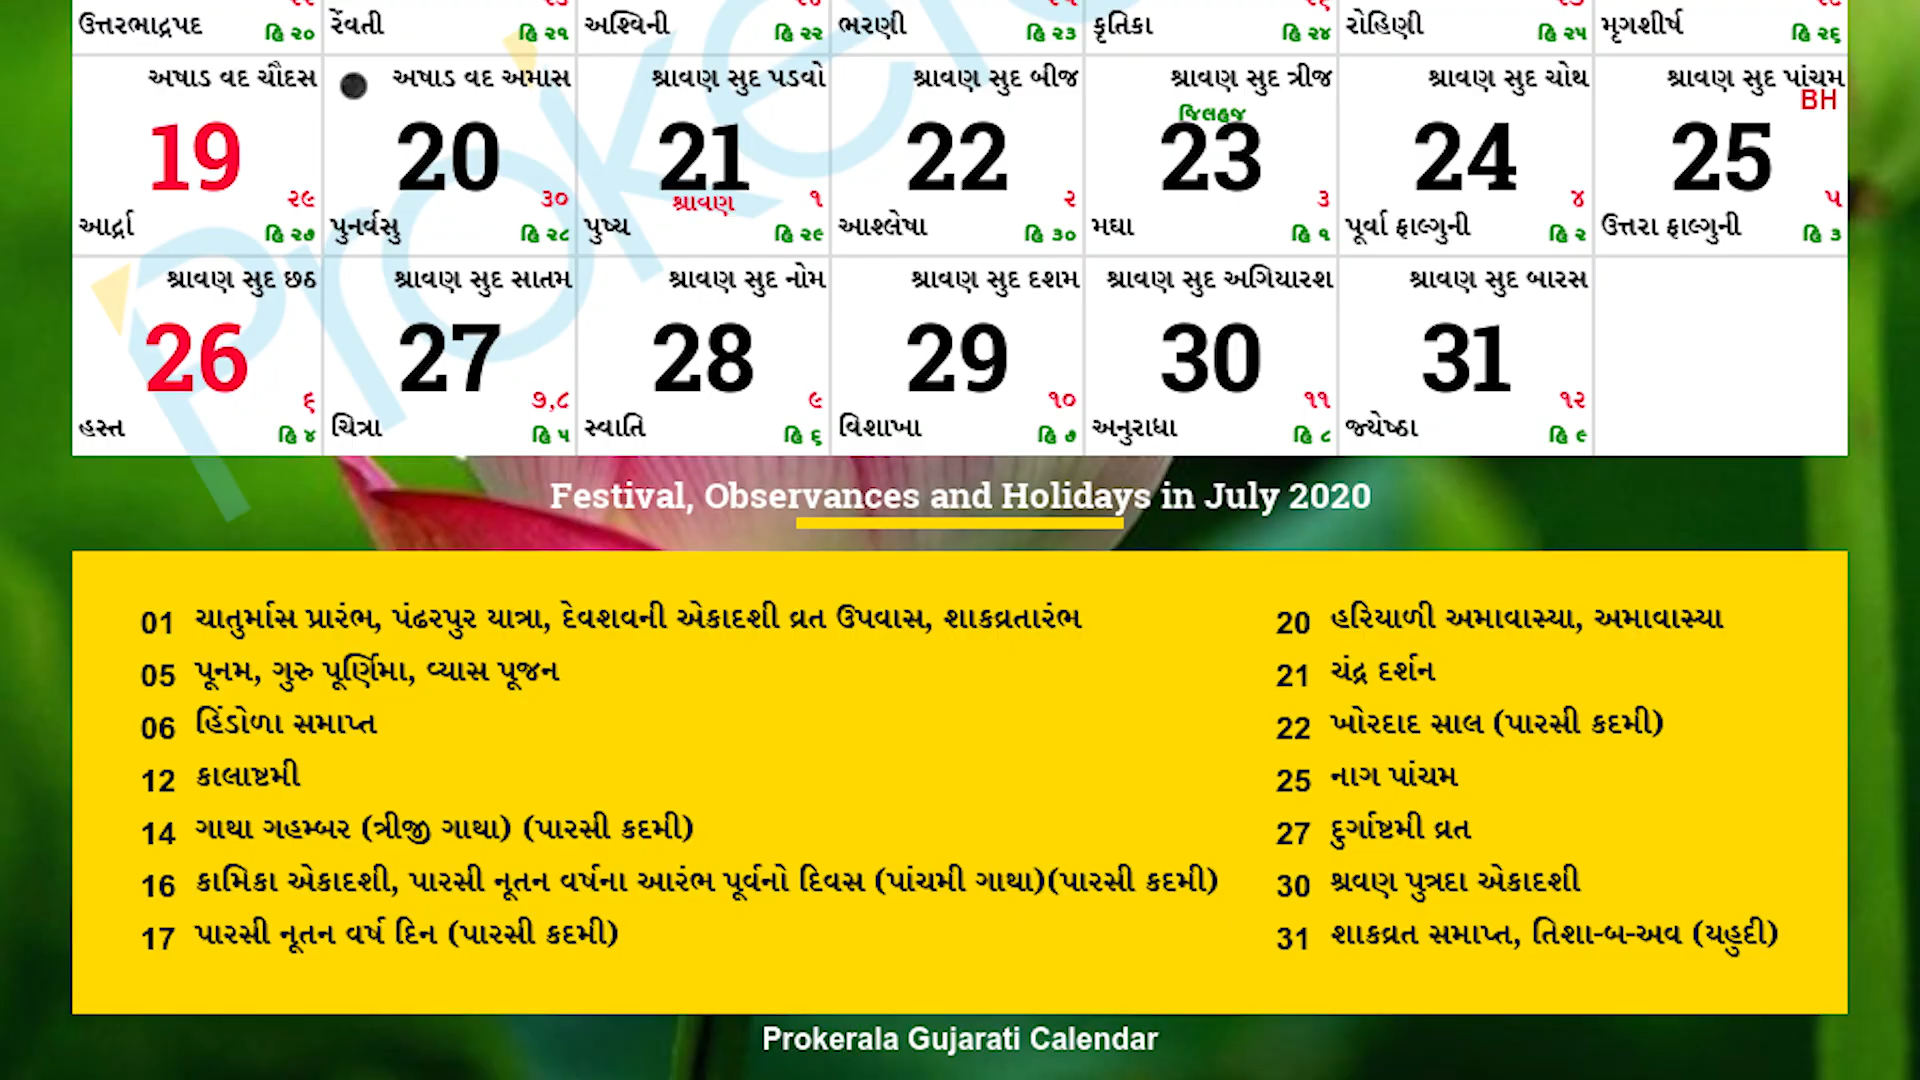 ઉત્તરભાદ્રપદ હિ ૨૦ રેવતી હિ ૨૧ અશ્વિની હિ ૨૨ ભરણી હિ ૨૩ કૃતિકા હિ ૨૪ રોહિણી હિ ૨૫ મૃગશીર્ષ હિ ૨૬
અષાડ વદ ચૌદસ અષાડ વદ અમાસ શ્રાવણ સુદ પડવો શ્રાવણ સુદ બીજ શ્રાવણ સુદ ત્રીજ શ્રાવણ સુદ ચોથ શ્રાવણ સુદ પાંચમ
BH
જિલહજ
19 20 21 22 23 24 25
૨૯ ૩૦ શ્રાવણ ૧ ૨ ૩ ૪ ૫
આર્દ્રા હિ ૨૭ પુનર્વસુ હિ ૨૮ પુષ્ય હિ ૨૯ આશ્લેષા હિ ૩૦ મઘા હિ ૧ પૂર્વા ફાલ્ગુની હિ ૨ ઉત્તરા ફાલ્ગુની હિ ૩
શ્રાવણ સુદ છઠ શ્રાવણ સુદ સાતમ શ્રાવણ સુદ નોમ શ્રાવણ સુદ દશમ શ્રાવણ સુદ અગિયારશ શ્રાવણ સુદ બારસ
26 27 28 29 30 31
૬ ૭,૮ ૯ ૧૦ ૧૧ ૧૨
હસ્ત હિ ૪ ચિત્રા હિ ૫ સ્વાતિ હિ ૬ વિશાખા હિ ૭ અનુરાધા હિ ૮ જ્યેષ્ઠા હિ ૯
Festival, Observances and Holidays in July 2020
01 ચાતુર્માસ પ્રારંભ, પંઢરપુર યાત્રા, દેવશવની એકાદશી વ્રત ઉપવાસ, શાકવ્રતારંભ
05 પૂનમ, ગુરુ પૂર્ણિમા, વ્યાસ પૂજન
06 હિંડોળા સમાપ્ત
12 કાલાષ્ટમી
14 ગાથા ગહમ્બર (ત્રીજી ગાથા) (પારસી કદમી)
16 કામિકા એકાદશી, પારસી નૂતન વર્ષના આરંભ પૂર્વનો દિવસ (પાંચમી ગાથા)(પારસી કદમી)
17 પારસી નૂતન વર્ષ દિન (પારસી કદમી)
20 હરિયાળી અમાવાસ્યા, અમાવાસ્યા
21 ચંદ્ર દર્શન
22 ખોરદાદ સાલ (પારસી કદમી)
25 નાગ પાંચમ
27 દુર્ગાષ્ટમી વ્રત
30 શ્રવણ પુત્રદા એકાદશી
31 શાકવ્રત સમાપ્ત, તિશા-બ-અવ (યહુદી)
Prokerala Gujarati Calendar